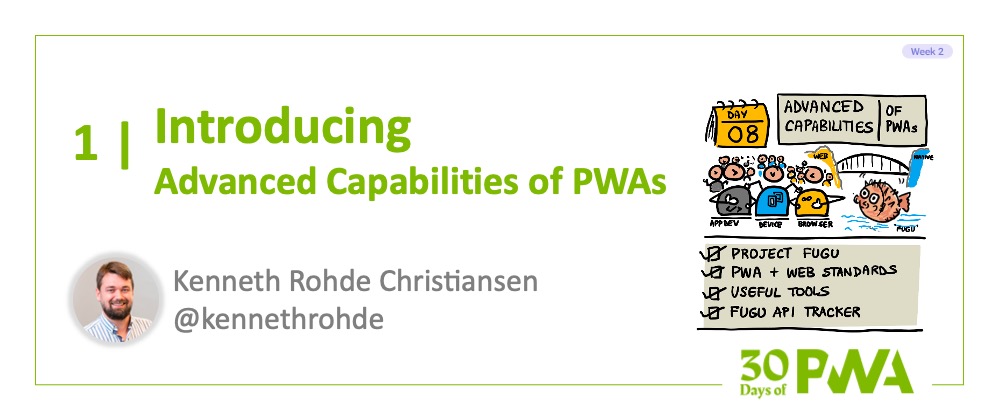 Week 2
1 |
Introducing
Advanced Capabilities of PWAs
Kenneth Rohde Christiansen
@kennethrohde
DAY
08
ADVANCED
CAPABILITIES
OF
PWAs
WEB
NATIVE
APP DEV
DEVICE
BROWSER
"FUGU"
PROJECT FUGU
PWA + WEB STANDARDS
USEFUL TOOLS
FUGU API TRACKER
30
Days of
PWA